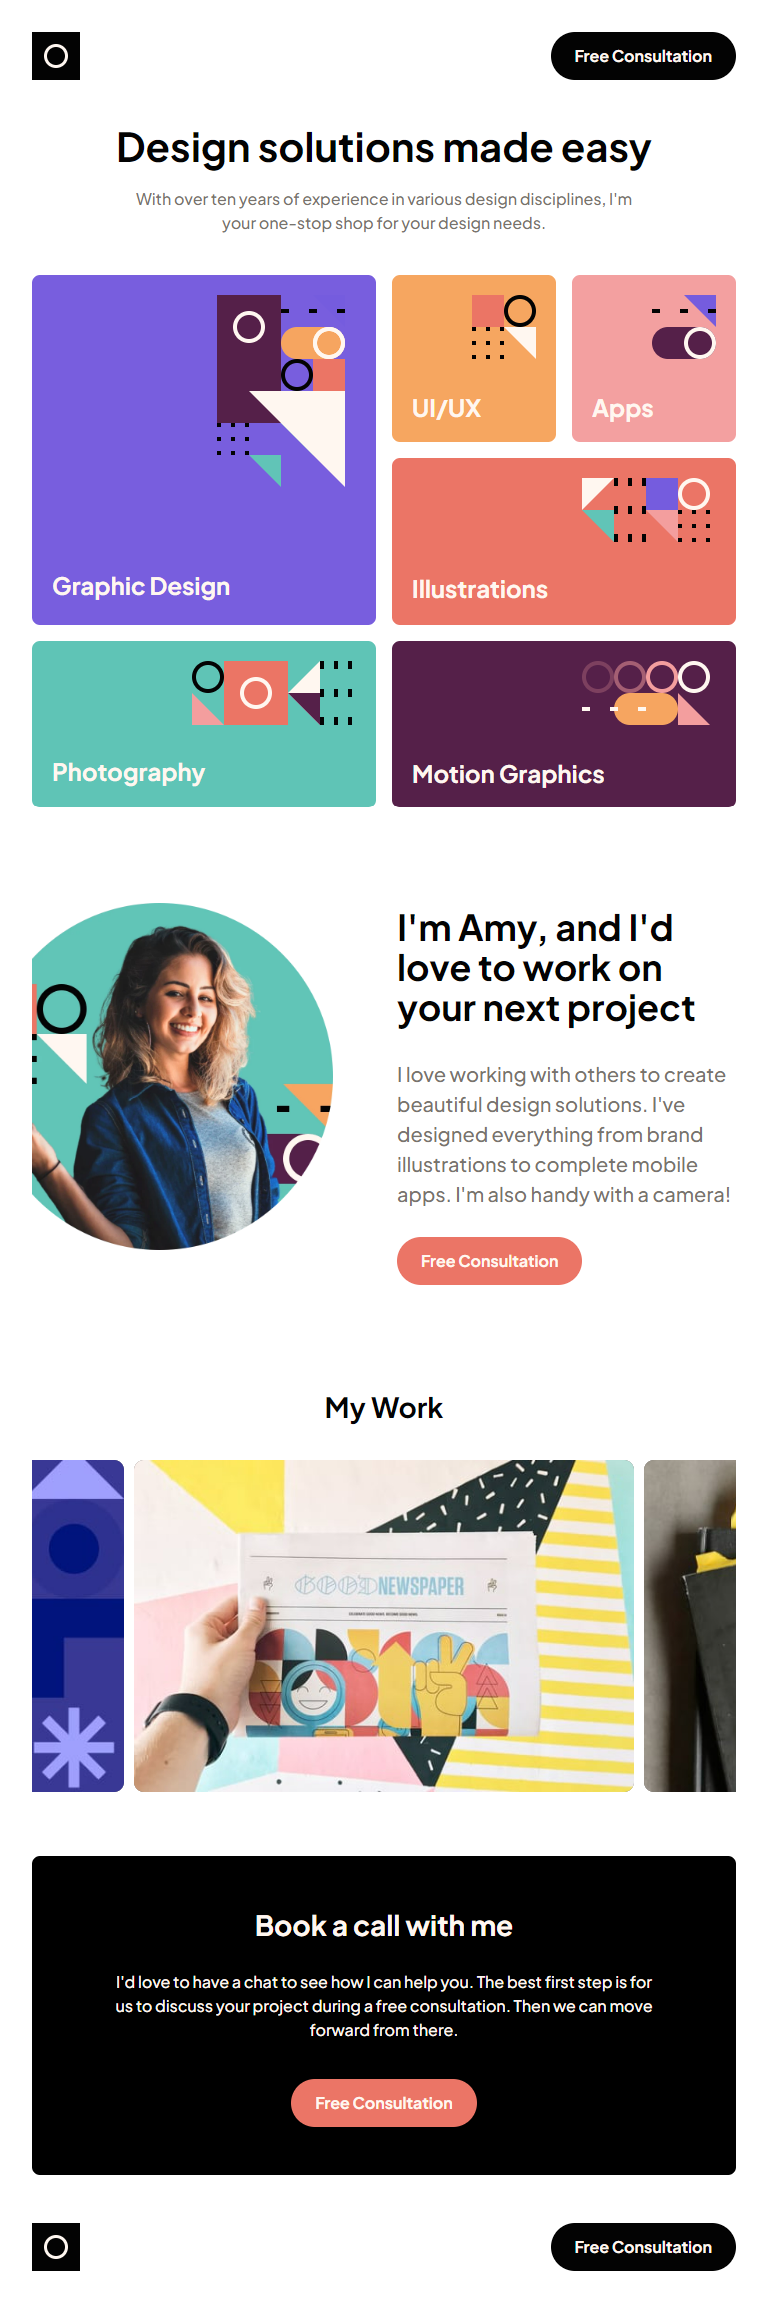 Free Consultation
Design solutions made easy
With over ten years of experience in various design disciplines, I'm
your one-stop shop for your design needs.
Graphic Design
UI/UX
Apps
Illustrations
Photography
Motion Graphics
I'm Amy, and I'd
love to work on
your next project
I love working with others to create
beautiful design solutions. I've
designed everything from brand
illustrations to complete mobile
apps. I'm also handy with a camera!
Free Consultation
My Work
GOOD NEWSPAPER
Book a call with me
I'd love to have a chat to see how I can help you. The best first step is for
us to discuss your project during a free consultation. Then we can move
forward from there.
Free Consultation
Free Consultation